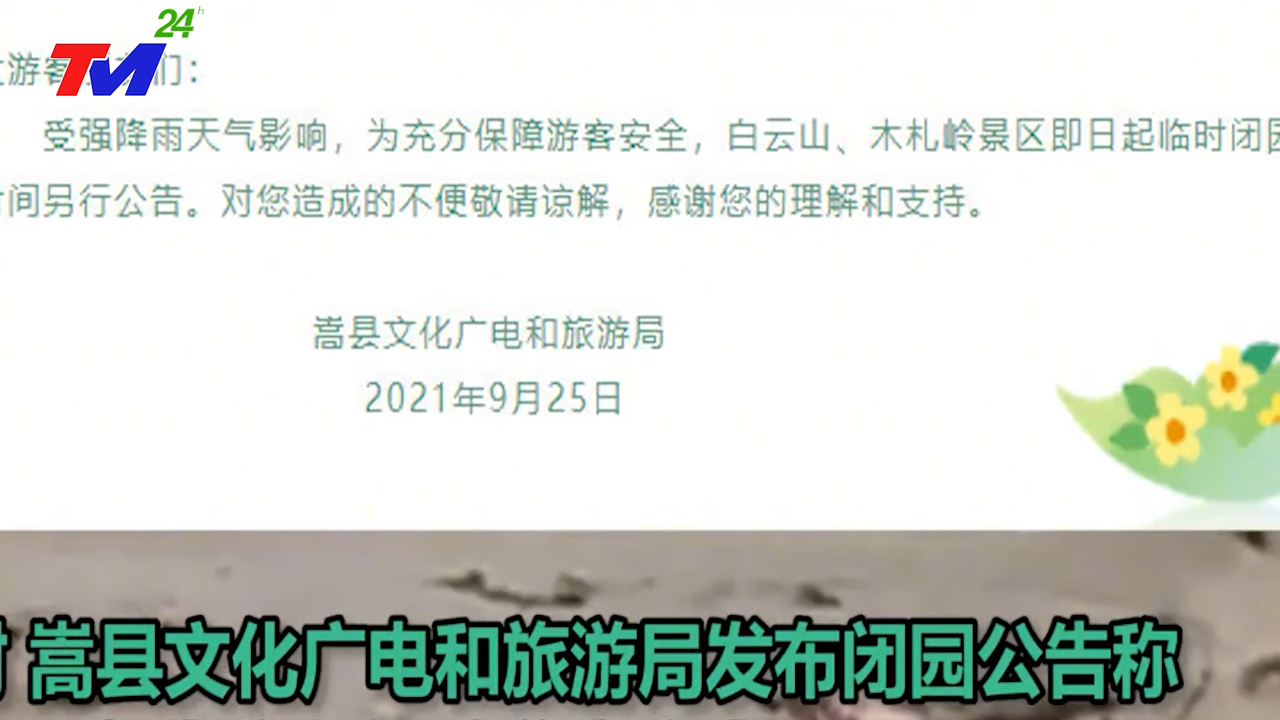 24h
TM
游客
们：
受强降雨天气影响，为充分保障游客安全，白云山、木札岭景区即日起临时闭园
时间另行公告。对您造成的不便敬请谅解，感谢您的理解和支持。
嵩县文化广电和旅游局
2021年9月25日
嵩县文化广电和旅游局发布闭园公告称